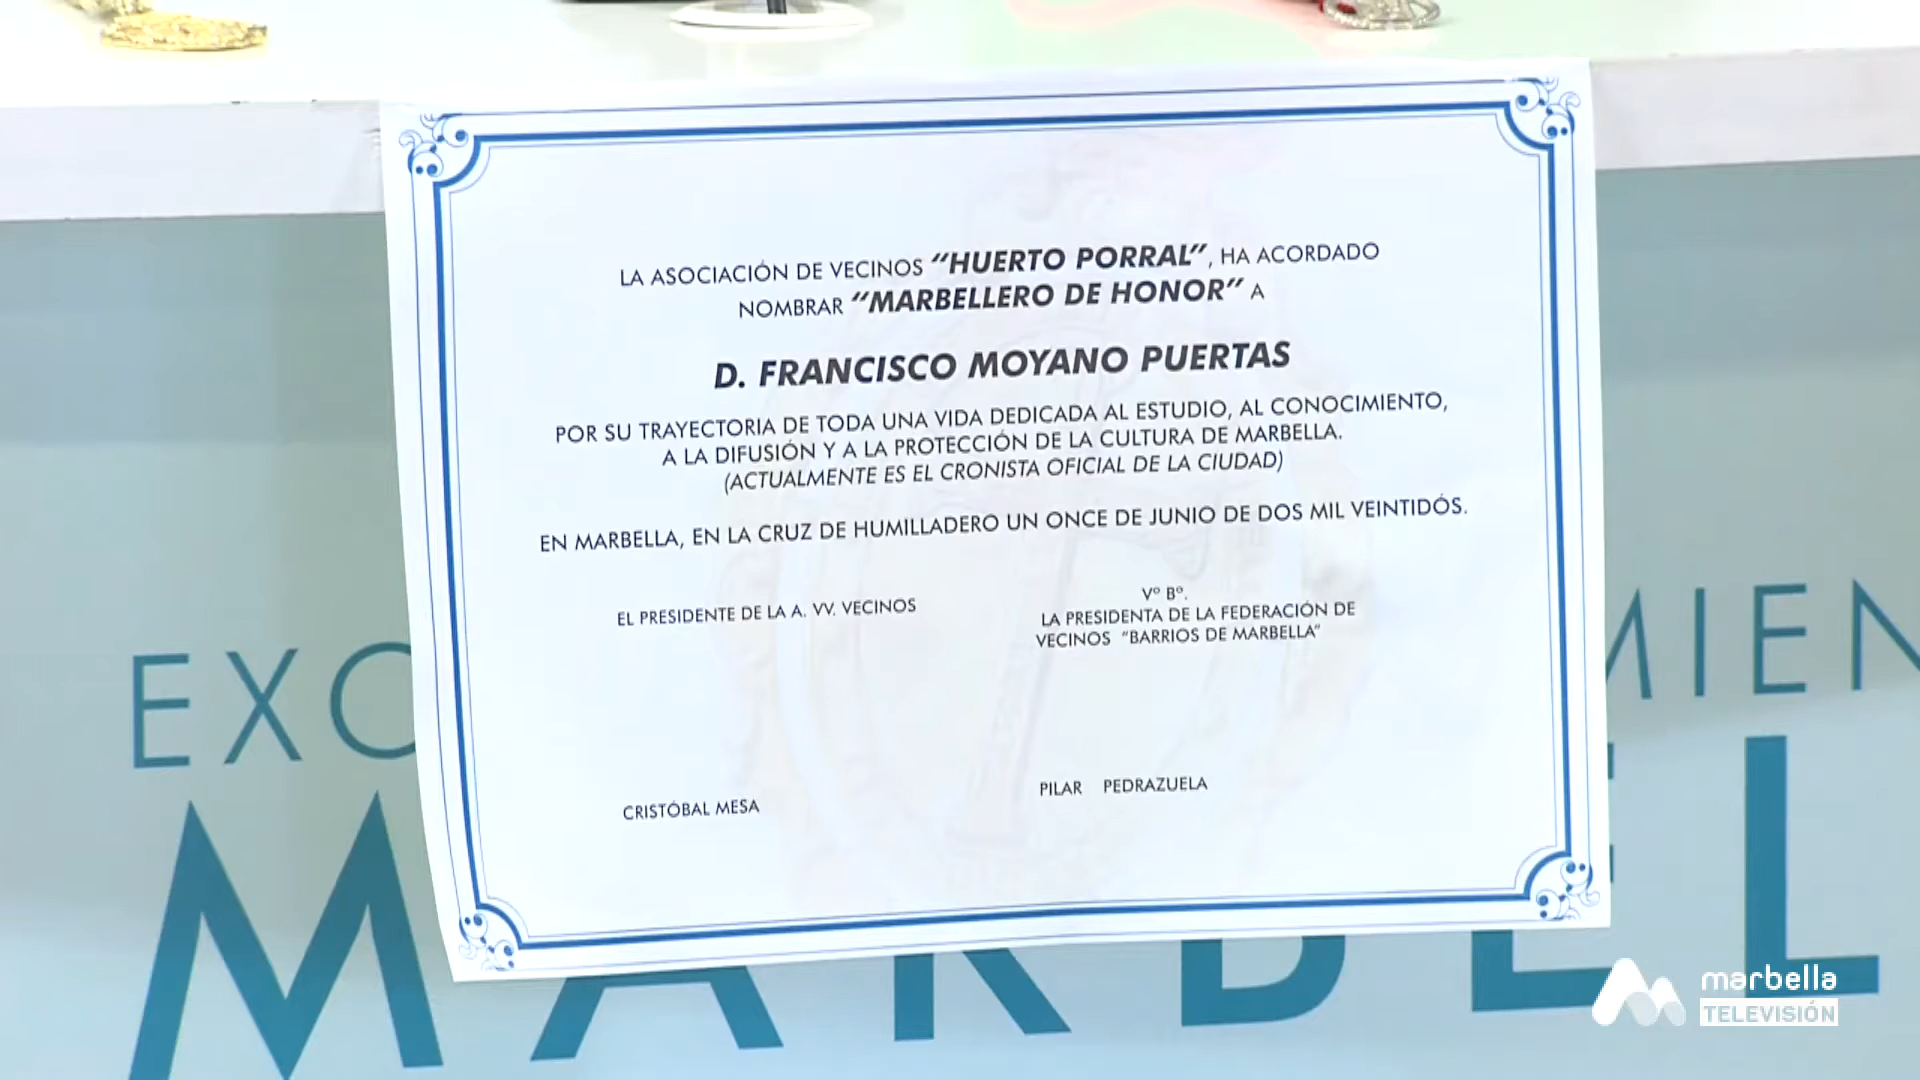 LA ASOCIACIÓN DE VECINOS “HUERTO PORRAL”, HA ACORDADO
NOMBRAR “MARBELLERO DE HONOR” A
D. FRANCISCO MOYANO PUERTAS
POR SU TRAYECTORIA DE TODA UNA VIDA DEDICADA AL ESTUDIO, AL CONOCIMIENTO,
A LA DIFUSIÓN Y A LA PROTECCIÓN DE LA CULTURA DE MARBELLA.
(ACTUALMENTE ES EL CRONISTA OFICIAL DE LA CIUDAD)
EN MARBELLA, EN LA CRUZ DE HUMILLADERO UN ONCE DE JUNIO DE DOS MIL VEINTIDÓS.
EL PRESIDENTE DE LA A. VV. VECINOS
Vº Bº.
LA PRESIDENTA DE LA FEDERACIÓN DE
VECINOS “BARRIOS DE MARBELLA”
CRISTÓBAL MESA
PILAR PEDRAZUELA
EXC MIEN
MARBEL
marbella
TELEVISIÓN